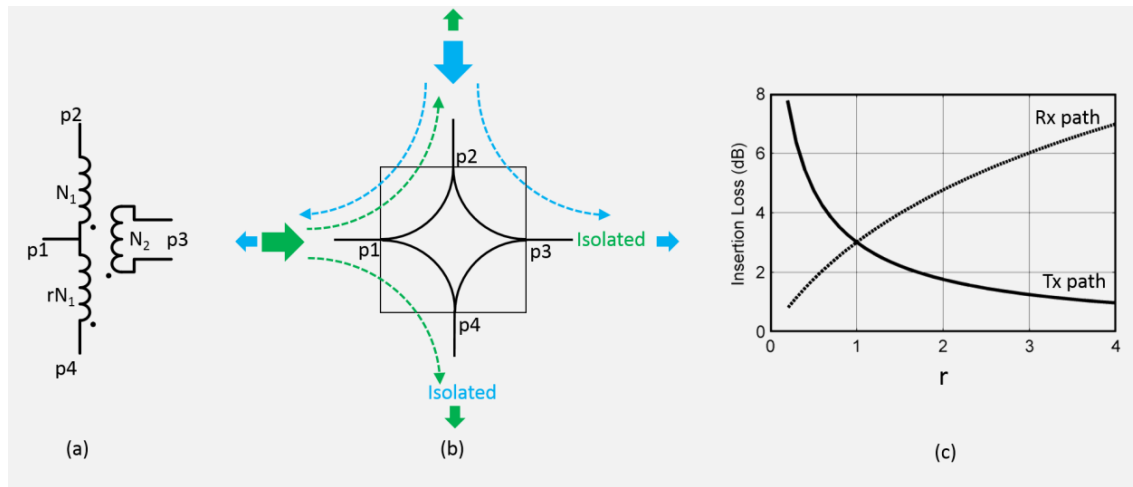 p2
N1
p1
N2
p3
rN1
p4
(a)
p2
p1
p3
Isolated
p4
Isolated
(b)
Insertion Loss (dB)
8
6
4
2
0
Rx path
Tx path
0
1
2
3
4
r
(c)